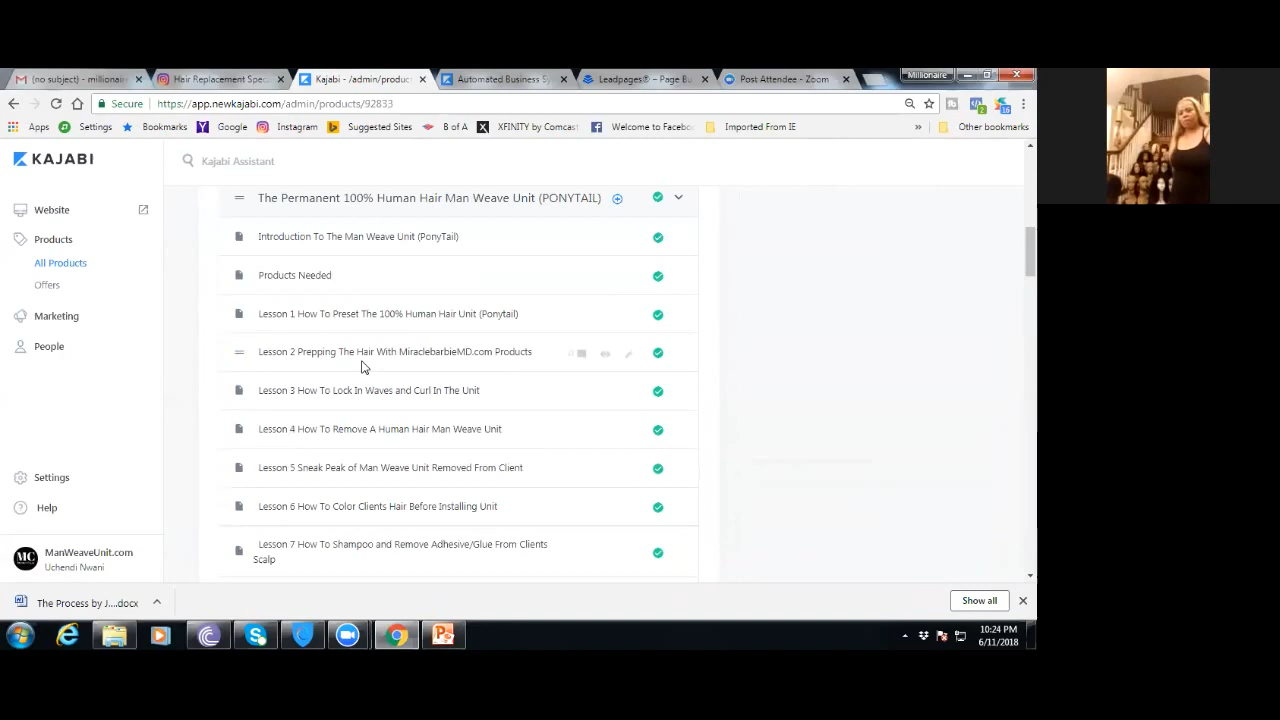 Millionaire
(no subject) - millionaire
Hair Replacement Spec
Kajabi - /admin/produc
Automated Business Sy
Leadpages® – Page Bu
Post Attendee - Zoom
Secure
https://app.newkajabi.com/admin/products/92833
Apps
Settings
Bookmarks
Google
Instagram
Suggested Sites
B of A
XFINITY by Comcast
Welcome to Facebo
Imported From IE
»
Other bookmarks
KAJABI
Kajabi Assistant
Website
Products
All Products
Offers
Marketing
People
Settings
Help
ManWeaveUnit.com
Uchendi Nwani
The Permanent 100% Human Hair Man Weave Unit (PONYTAIL)
Introduction To The Man Weave Unit (PonyTail)
Products Needed
Lesson 1 How To Preset The 100% Human Hair Unit (Ponytail)
Lesson 2 Prepping The Hair With MiraclebarbieMD.com Products
Lesson 3 How To Lock In Waves and Curl In The Unit
Lesson 4 How To Remove A Human Hair Man Weave Unit
Lesson 5 Sneak Peak of Man Weave Unit Removed From Client
Lesson 6 How To Color Clients Hair Before Installing Unit
Lesson 7 How To Shampoo and Remove Adhesive/Glue From Clients
Scalp
The Process by J....docx
Show all
10:24 PM
6/11/2018